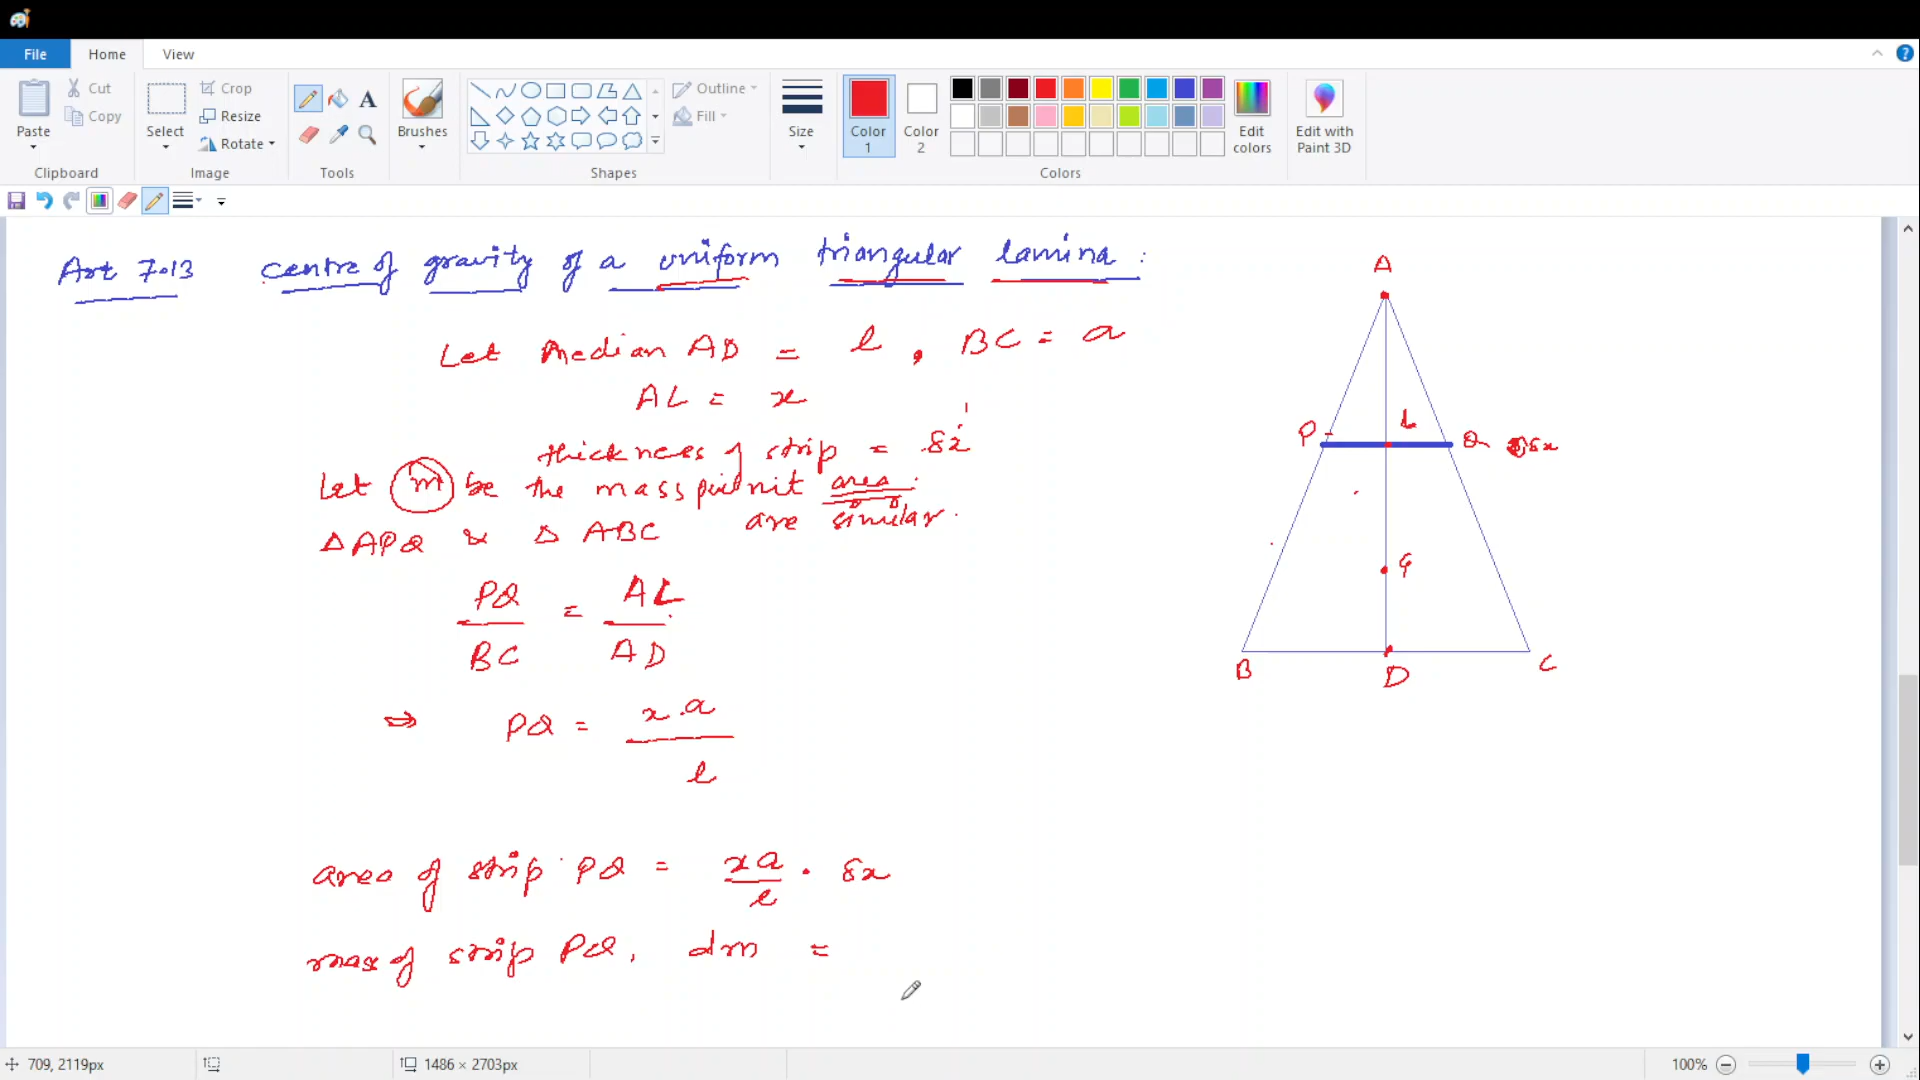 File Home View
Paste Cut Copy Select Crop Resize Rotate Brushes Outline Fill Size Color 1 Color 2 Edit colors Edit with Paint 3D
Clipboard Image Tools Shapes Colors
Art 7.13 centre of gravity of a uniform triangular lamina :
Let Median AD = l , BC = a
AL = x
thickness of strip = δx
Let m be the mass per unit area.
Δ APQ & Δ ABC are similar.
PQ/BC = AL/AD
⇒ PQ = x.a/l
area of strip PQ = xa/l . δx
mass of strip PQ, dm =
A
P L Q δx
G
B D C
709, 2119px 1486 × 2703px 100%